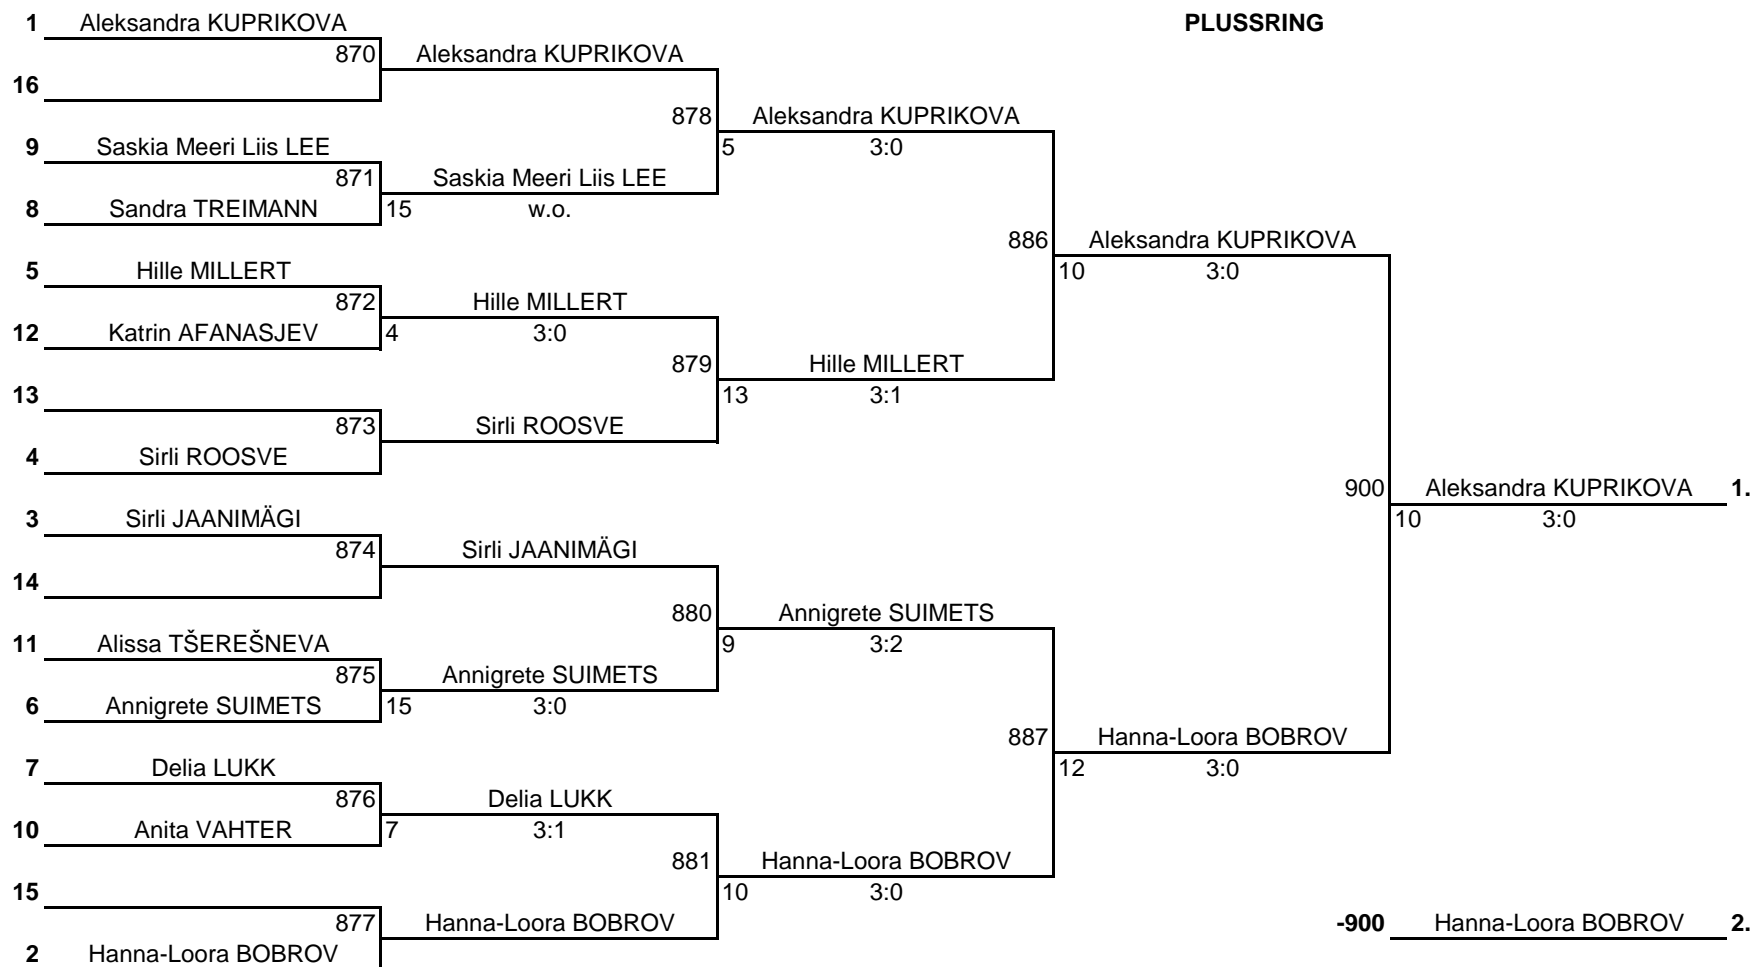 1 Aleksandra KUPRIKOVA PLUSSRING
870 Aleksandra KUPRIKOVA
16
878 Aleksandra KUPRIKOVA
9 Saskia Meeri Liis LEE 5 3:0
871 Saskia Meeri Liis LEE
8 Sandra TREIMANN 15 w.o.
886 Aleksandra KUPRIKOVA
5 Hille MILLERT 10 3:0
872 Hille MILLERT
12 Katrin AFANASJEV 4 3:0
879 Hille MILLERT
13 13 3:1
873 Sirli ROOSVE
4 Sirli ROOSVE
900 Aleksandra KUPRIKOVA 1.
3 Sirli JAANIMÄGI 10 3:0
874 Sirli JAANIMÄGI
14
880 Annigrete SUIMETS
11 Alissa TŠEREŠNEVA 9 3:2
875 Annigrete SUIMETS
6 Annigrete SUIMETS 15 3:0
887 Hanna-Loora BOBROV
7 Delia LUKK 12 3:0
876 Delia LUKK
10 Anita VAHTER 7 3:1
881 Hanna-Loora BOBROV
15 10 3:0
877 Hanna-Loora BOBROV -900 Hanna-Loora BOBROV 2.
2 Hanna-Loora BOBROV